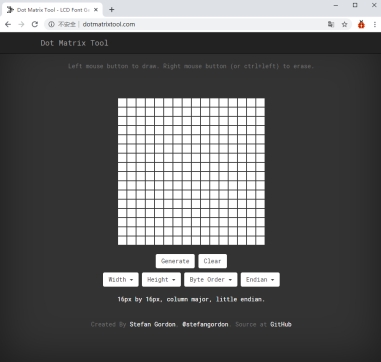 Dot Matrix Tool - LCD Font G
不安全 | dotmatrixtool.com
Dot Matrix Tool
Left mouse button to draw. Right mouse button (or ctrl+left) to erase.
Generate Clear
Width Height Byte Order Endian
16px by 16px, column major, little endian.
Created By Stefan Gordon. @stefangordon. Source at GitHub